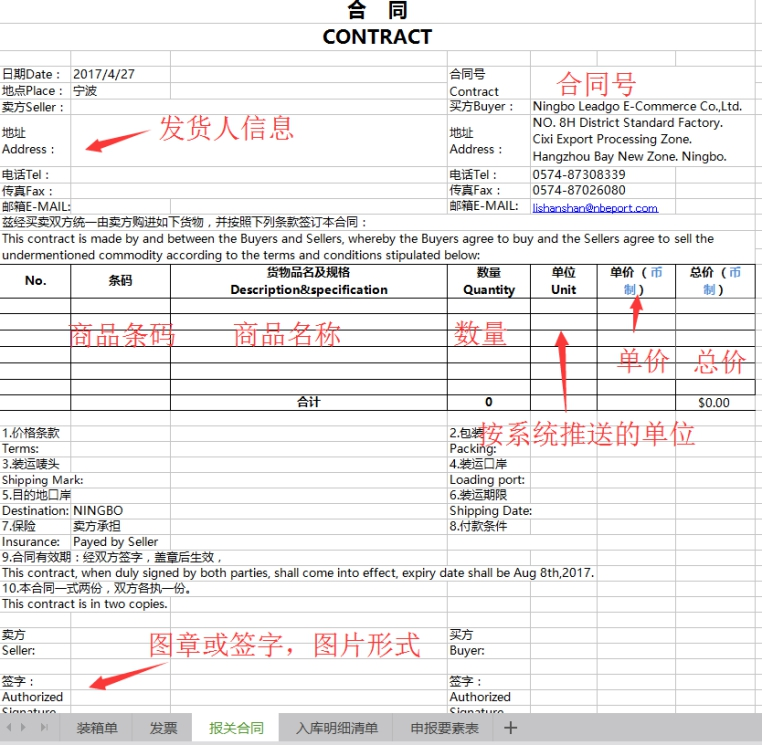 合 同
CONTRACT
日期Date： 2017/4/27 合同号
地点Place： 宁波 Contract 合同号
卖方Seller： 买方Buyer： Ningbo Leadgo E-Commerce Co.,Ltd.
发货人信息
地址 地址 NO. 8H District Standard Factory.
Address： Address： Cixi Export Processing Zone.
Hangzhou Bay New Zone. Ningbo.
电话Tel： 电话Tel： 0574-87308339
传真Fax： 传真Fax： 0574-87026080
邮箱E-MAIL: 邮箱E-MAIL: lishanshan@nbeport.com
兹经买卖双方统一由卖方购进如下货物，并按照下列条款签订本合同：
This contract is made by and between the Buyers and Sellers, whereby the Buyers agree to buy and the Sellers agree to sell the
undermentioned commodity according to the terms and conditions stipulated below:
No. 条码 货物品名及规格 数量 单位 单价（币制） 总价（币制）
Description&specification Quantity Unit
商品条码 商品名称 数量 单价 总价
合计 0 $0.00
按系统推送的单位
1.价格条款 2.包装
Terms: Packing:
3.装运唛头 4.装运口岸
Shipping Mark: Loading port:
5.目的地口岸 6.装运期限
Destination: NINGBO Shipping Date:
7.保险 卖方承担 8.付款条件
Insurance: Payed by Seller
9.合同有效期：经双方签字，盖章后生效，
This contract, when duly signed by both parties, shall come into effect, expiry date shall be Aug 8th,2017.
10.本合同一式两份，双方各执一份。
This contract is in two copies.
卖方 买方
Seller: Buyer:
图章或签字，图片形式
签字： 签字：
Authorized Authorized
Signature Signature
装箱单 发票 报关合同 入库明细清单 申报要素表